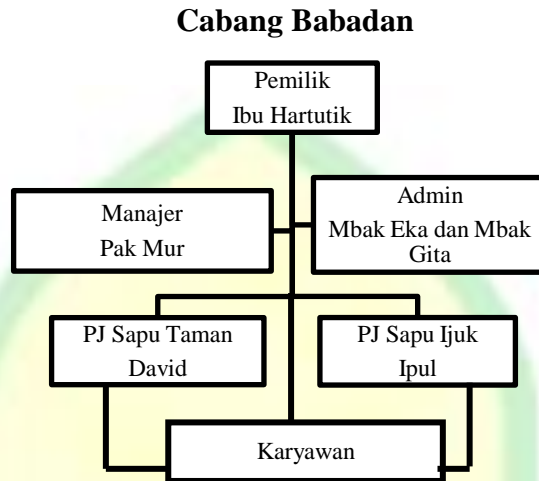 Cabang Babadan
Pemilik
Ibu Hartutik
Manajer
Pak Mur
Admin
Mbak Eka dan Mbak
Gita
PJ Sapu Taman
David
PJ Sapu Ijuk
Ipul
Karyawan